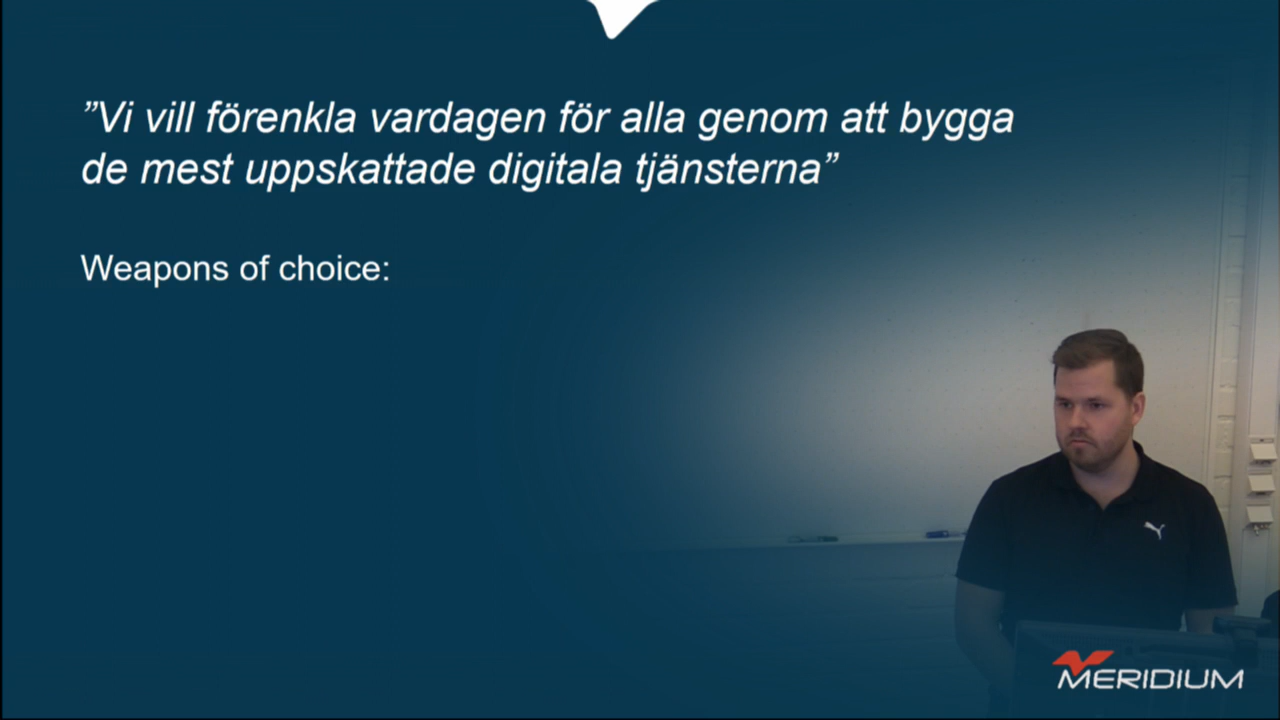 ”Vi vill förenkla vardagen för alla genom att bygga
de mest uppskattade digitala tjänsterna”
Weapons of choice:
MERIDIUM